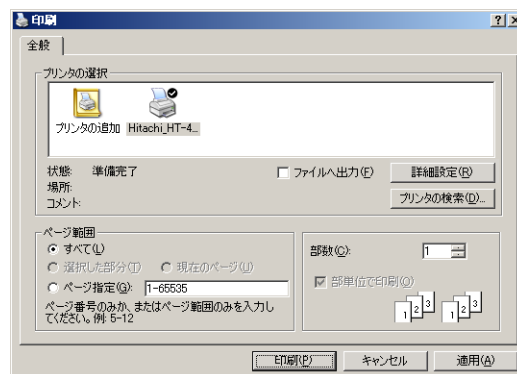 印刷
全般
プリンタの選択
プリンタの追加 Hitachi_HT-4...
状態: 準備完了
場所:
コメント:
ファイルへ出力(F)
詳細設定(R)
プリンタの検索(D)...
ページ範囲
すべて(L)
選択した部分(T) 現在のページ(U)
ページ指定(G): 1-65535
ページ番号のみか、またはページ範囲のみを入力し
てください。例: 5-12
部数(C): 1
部単位で印刷(O)
1 2 3 1 2 3
印刷(P) キャンセル 適用(A)